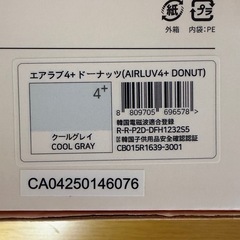 紙
プラ
外箱
内袋:PE
エアラブ4+ ドーナッツ(AIRLUV4+ DONUT)
4+
クールグレイ
COOL GRAY
8 809705 696578 >
韓国電磁波適合登録
R-R-P2D-DFH1232S5
韓国子供用品安全確認認証
CB015R1639-3001
CA04250146076